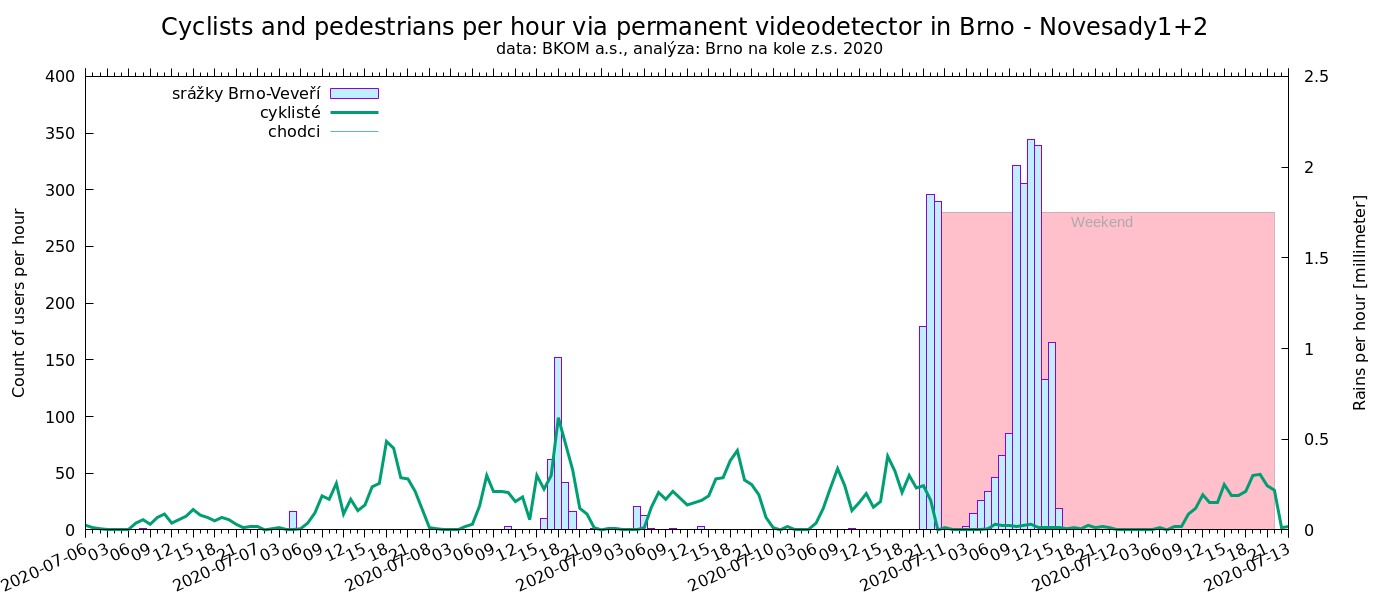 Cyclists and pedestrians per hour via permanent videodetector in Brno - Novesady1+2
data: BKOM a.s., analýza: Brno na kole z.s. 2020
srážky Brno-Veveří
cyklisté
chodci
Weekend
Count of users per hour
400
350
300
250
200
150
100
50
0
Rains per hour [millimeter]
2.5
2
1.5
1
0.5
0
2020-07-06 03 06 09 12 15 18 21 2020-07-07 03 06 09 12 15 18 21 2020-07-08 03 06 09 12 15 18 21 2020-07-09 03 06 09 12 15 18 21 2020-07-10 03 06 09 12 15 18 21 2020-07-11 03 06 09 12 15 18 21 2020-07-12 03 06 09 12 15 18 21 2020-07-13